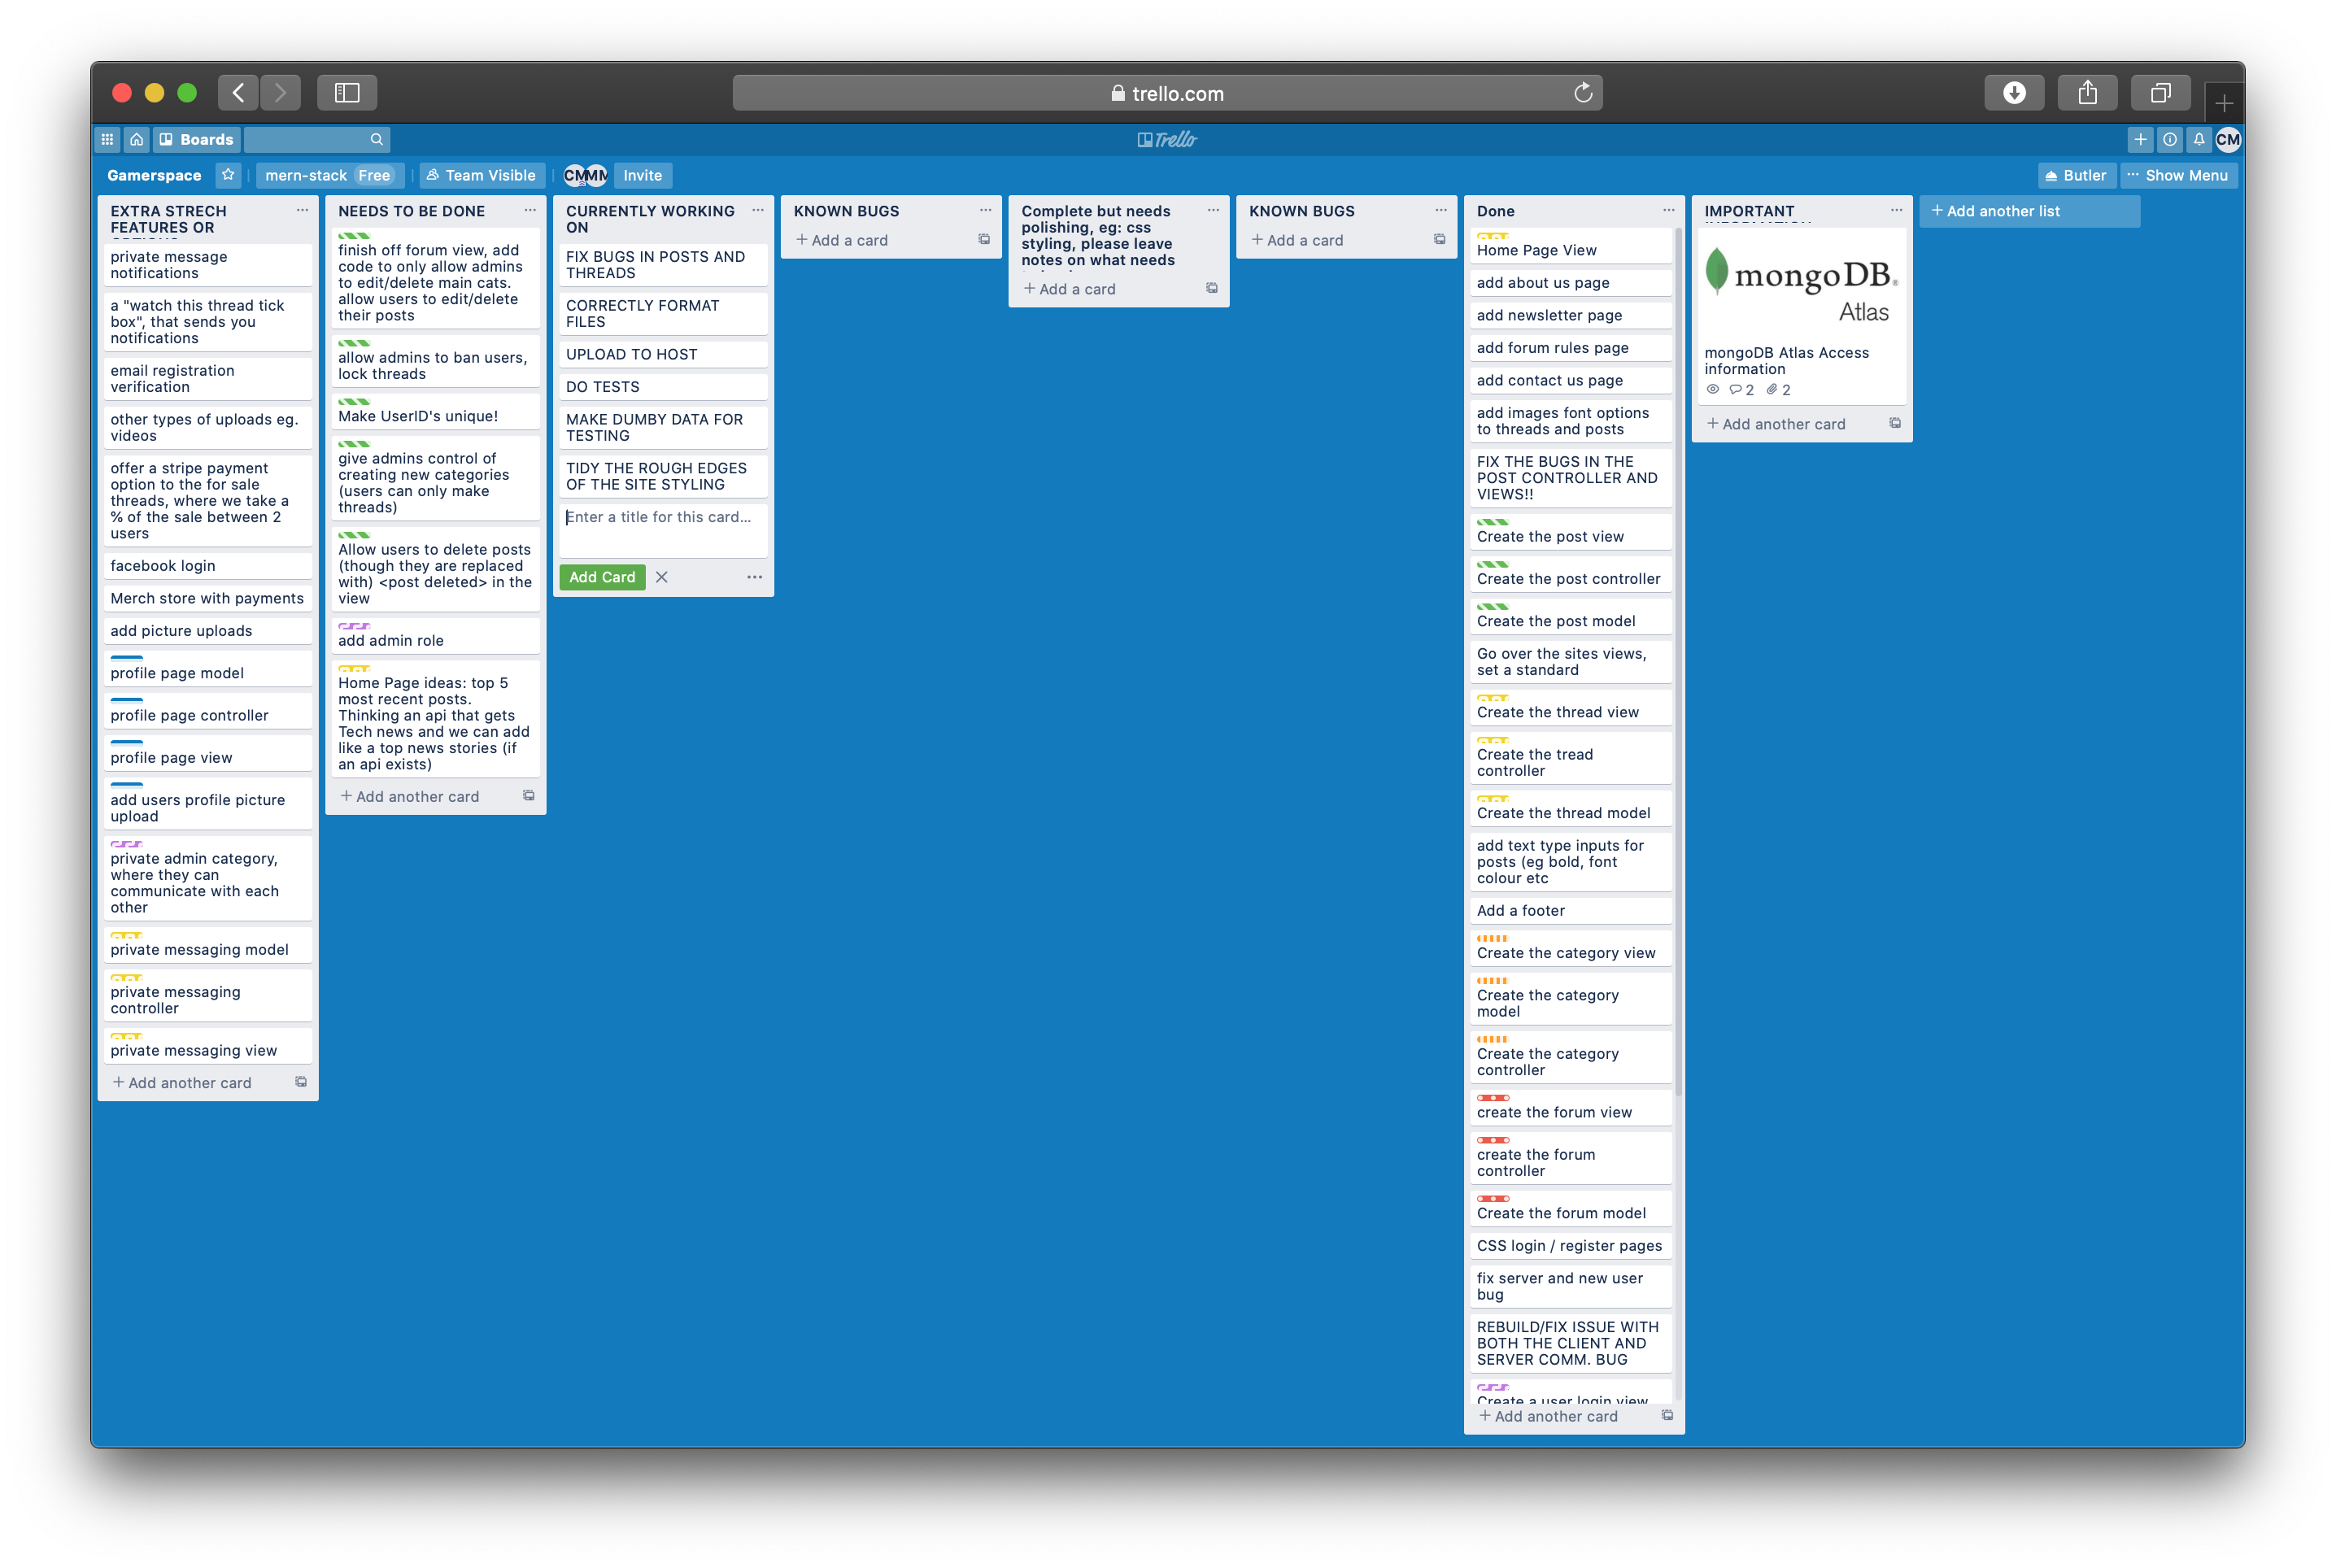 trello.com
Boards
Trello
CM
Gamerspace
mern-stack Free
Team Visible
CM
Invite
Butler
Show Menu
EXTRA STRECH
FEATURES OR
private message
notifications
a "watch this thread tick
box", that sends you
notifications
email registration
verification
other types of uploads eg.
videos
offer a stripe payment
option to the for sale
threads, where we take a
% of the sale between 2
users
facebook login
Merch store with payments
add picture uploads
profile page model
profile page controller
profile page view
add users profile picture
upload
private admin category,
where they can
communicate with each
other
private messaging model
private messaging
controller
private messaging view
+ Add another card
NEEDS TO BE DONE
finish off forum view, add
code to only allow admins
to edit/delete main cats.
allow users to edit/delete
their posts
allow admins to ban users,
lock threads
Make UserID's unique!
give admins control of
creating new categories
(users can only make
threads)
Allow users to delete posts
(though they are replaced
with) <post deleted> in the
view
add admin role
Home Page ideas: top 5
most recent posts.
Thinking an api that gets
Tech news and we can add
like a top news stories (if
an api exists)
+ Add another card
CURRENTLY WORKING
ON
FIX BUGS IN POSTS AND
THREADS
CORRECTLY FORMAT
FILES
UPLOAD TO HOST
DO TESTS
MAKE DUMBY DATA FOR
TESTING
TIDY THE ROUGH EDGES
OF THE SITE STYLING
Enter a title for this card...
Add Card
KNOWN BUGS
+ Add a card
Complete but needs
polishing, eg: css
styling, please leave
notes on what needs
+ Add a card
KNOWN BUGS
+ Add a card
Done
Home Page View
add about us page
add newsletter page
add forum rules page
add contact us page
add images font options
to threads and posts
FIX THE BUGS IN THE
POST CONTROLLER AND
VIEWS!!
Create the post view
Create the post controller
Create the post model
Go over the sites views,
set a standard
Create the thread view
Create the tread
controller
Create the thread model
add text type inputs for
posts (eg bold, font
colour etc
Add a footer
Create the category view
Create the category
model
Create the category
controller
create the forum view
create the forum
controller
Create the forum model
CSS login / register pages
fix server and new user
bug
REBUILD/FIX ISSUE WITH
BOTH THE CLIENT AND
SERVER COMM. BUG
Create a user login view
+ Add another card
IMPORTANT
mongoDB®
Atlas
mongoDB Atlas Access
information
2 2
+ Add another card
+ Add another list